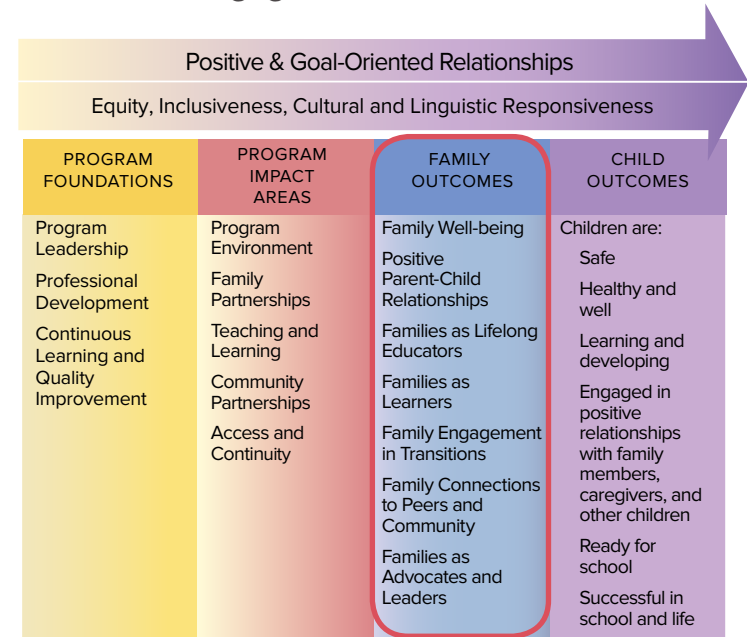 Positive & Goal-Oriented Relationships
Equity, Inclusiveness, Cultural and Linguistic Responsiveness
PROGRAM
FOUNDATIONS
Program
Leadership
Professional
Development
Continuous
Learning and
Quality
Improvement
PROGRAM
IMPACT
AREAS
Program
Environment
Family
Partnerships
Teaching and
Learning
Community
Partnerships
Access and
Continuity
FAMILY
OUTCOMES
Family Well-being
Positive
Parent-Child
Relationships
Families as Lifelong
Educators
Families as
Learners
Family Engagement
in Transitions
Family Connections
to Peers and
Community
Families as
Advocates and
Leaders
CHILD
OUTCOMES
Children are:
Safe
Healthy and
well
Learning and
developing
Engaged in
positive
relationships
with family
members,
caregivers, and
other children
Ready for
school
Successful in
school and life